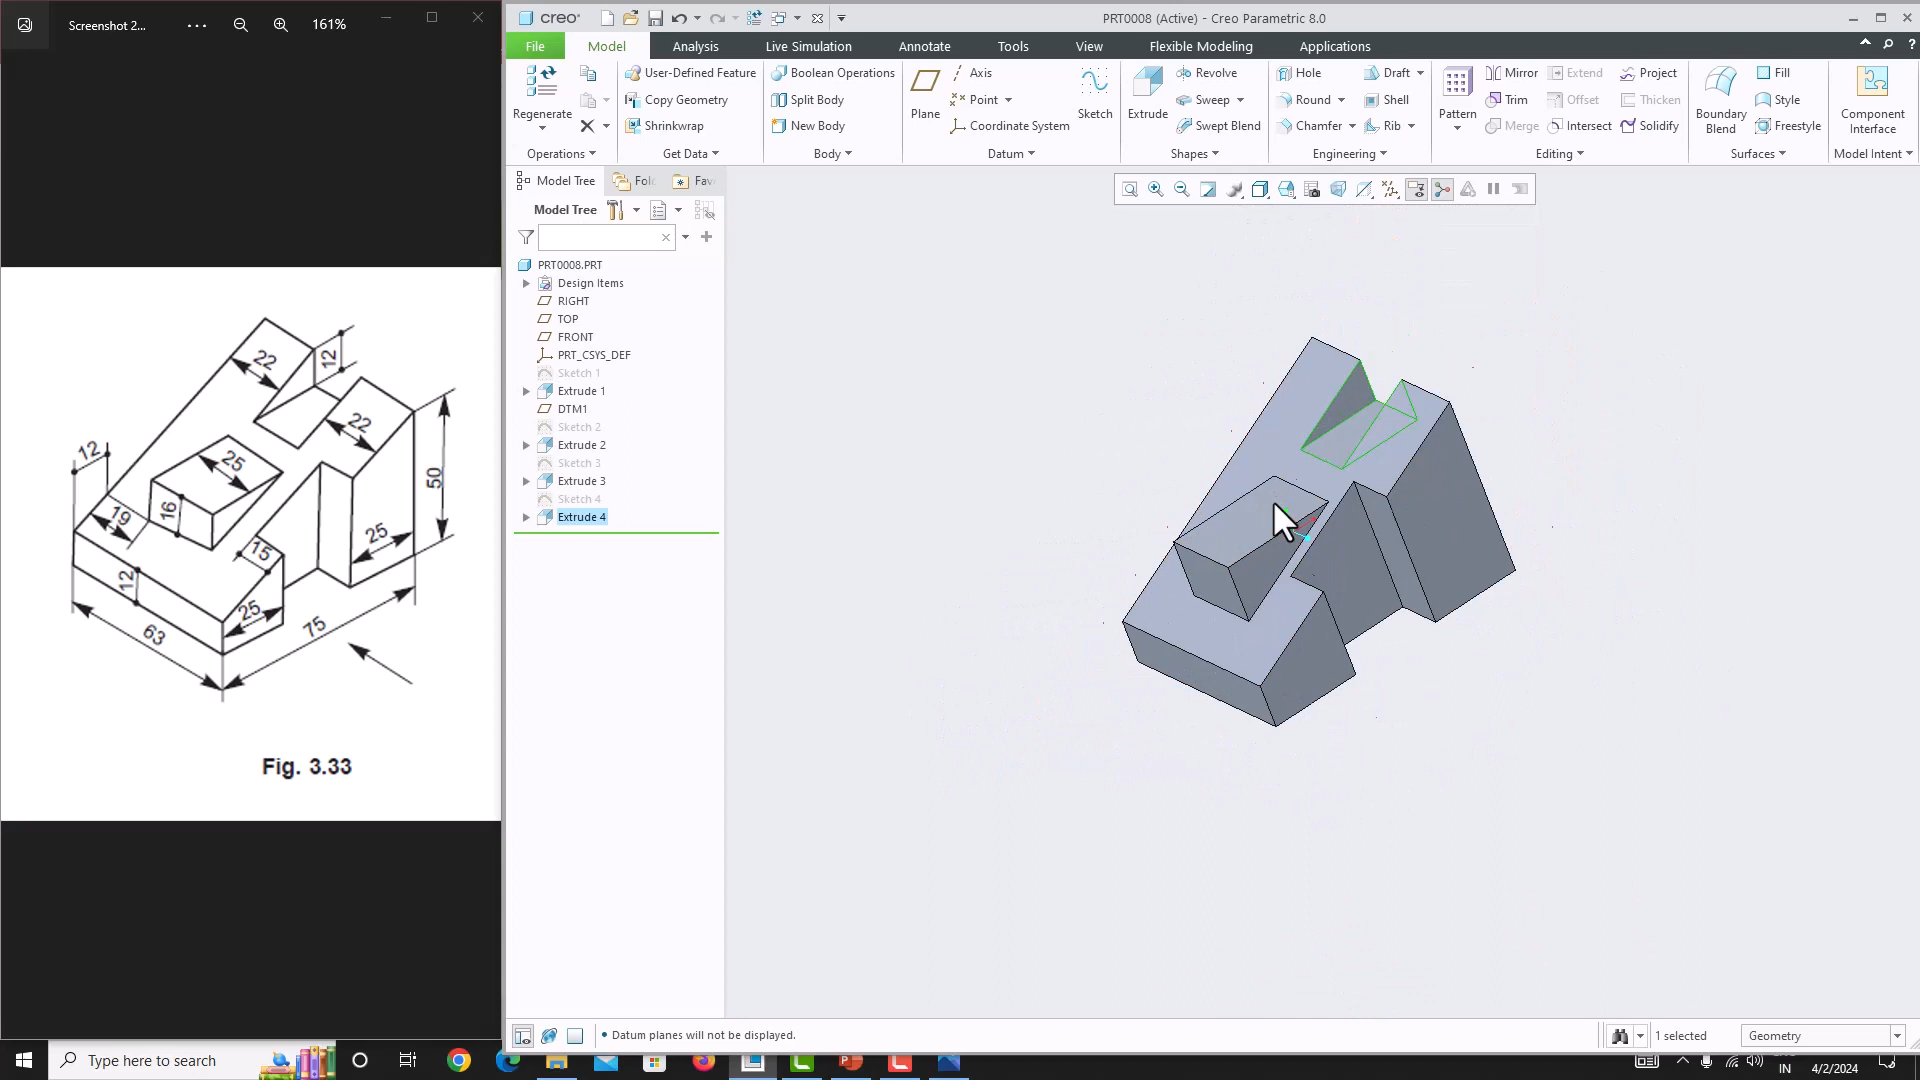 Screenshot 2... ... 161%
creo PRT0008 (Active) - Creo Parametric 8.0
File Model Analysis Live Simulation Annotate Tools View Flexible Modeling Applications
Regenerate
Operations
User-Defined Feature
Copy Geometry
Shrinkwrap
Get Data
Boolean Operations
Split Body
New Body
Body
Plane
Axis
Point
Coordinate System
Sketch
Datum
Extrude
Revolve
Sweep
Swept Blend
Shapes
Hole
Round
Chamfer
Draft
Shell
Rib
Engineering
Pattern
Mirror
Extend
Project
Trim
Offset
Thicken
Merge
Intersect
Solidify
Editing
Boundary
Blend
Fill
Style
Freestyle
Surfaces
Component
Interface
Model Intent
Model Tree Fol Fav
Model Tree
PRT0008.PRT
Design Items
RIGHT
TOP
FRONT
PRT_CSYS_DEF
Sketch 1
Extrude 1
DTM1
Sketch 2
Extrude 2
Sketch 3
Extrude 3
Sketch 4
Extrude 4
22
12
22
12
25
50
19
16
25
15
12
25
63
75
Fig. 3.33
Datum planes will not be displayed.
1 selected
Geometry
Type here to search
IN
4/2/2024